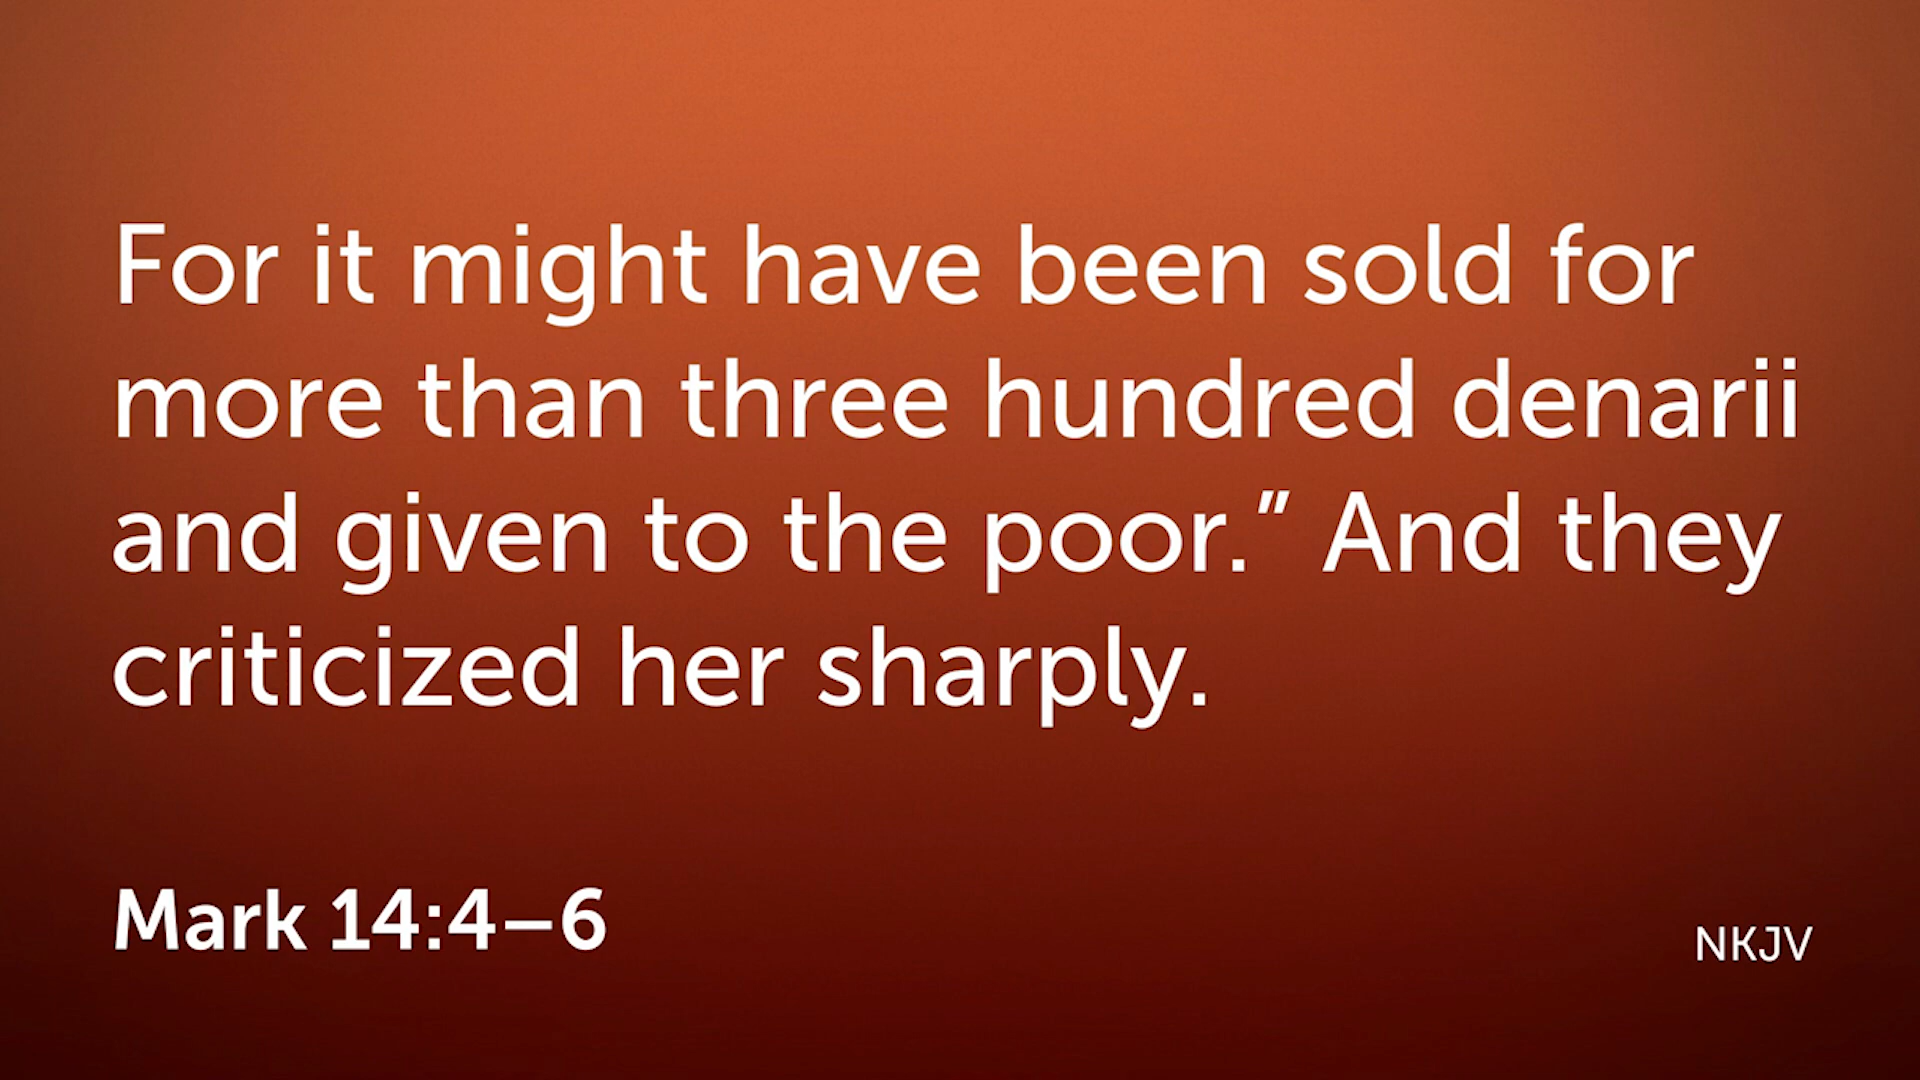 For it might have been sold for
more than three hundred denarii
and given to the poor.” And they
criticized her sharply.
Mark 14:4–6
NKJV